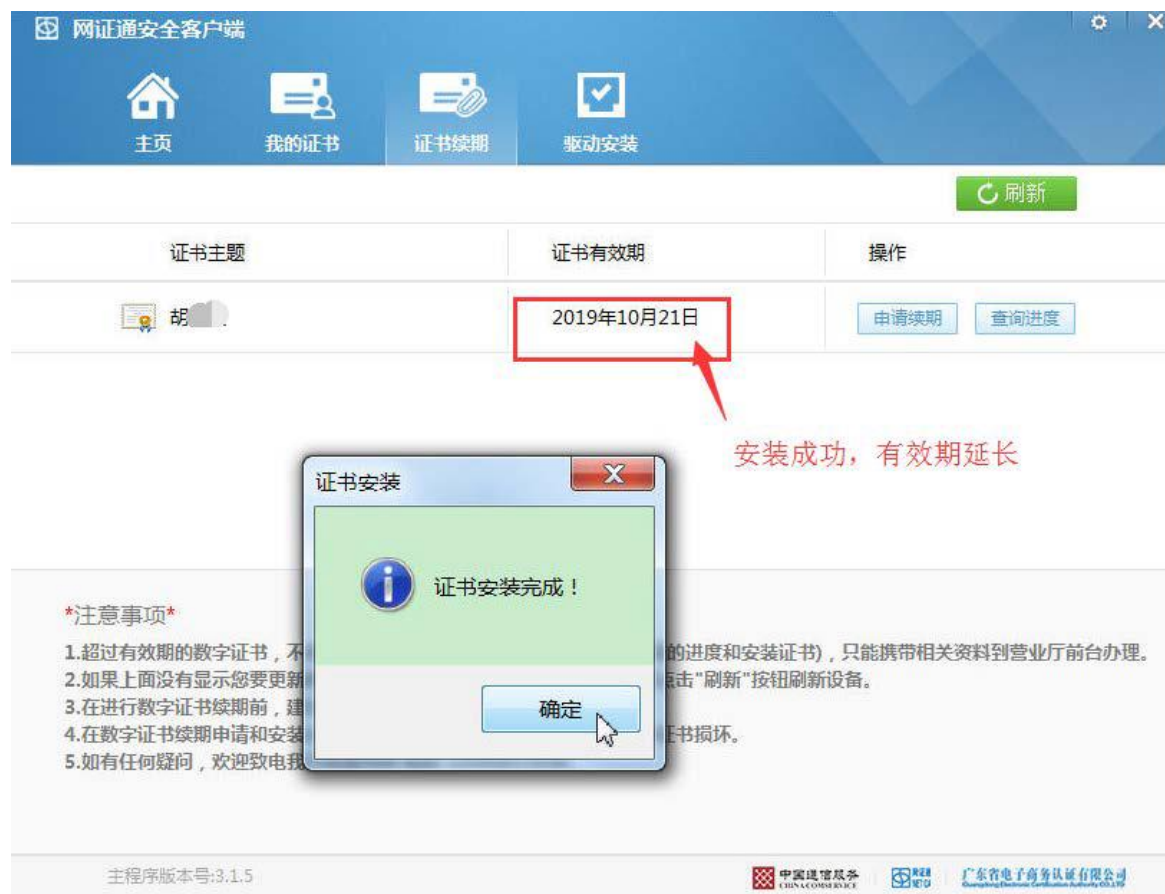 网证通安全客户端
主页 我的证书 证书续期 驱动安装
刷新
证书主题 证书有效期 操作
胡 2019年10月21日 申请续期 查询进度
安装成功，有效期延长
证书安装
证书安装完成！
确定
*注意事项*
1.超过有效期的数字证书，不 的进度和安装证书)，只能携带相关资料到营业厅前台办理。
2.如果上面没有显示您要更新 点击"刷新"按钮刷新设备。
3.在进行数字证书续期前，建
4.在数字证书续期申请和安装 证书损坏。
5.如有任何疑问，欢迎致电我
主程序版本号:3.1.5
中国通信服务 广东省电子商务认证有限公司
CHINA COMSERVICE